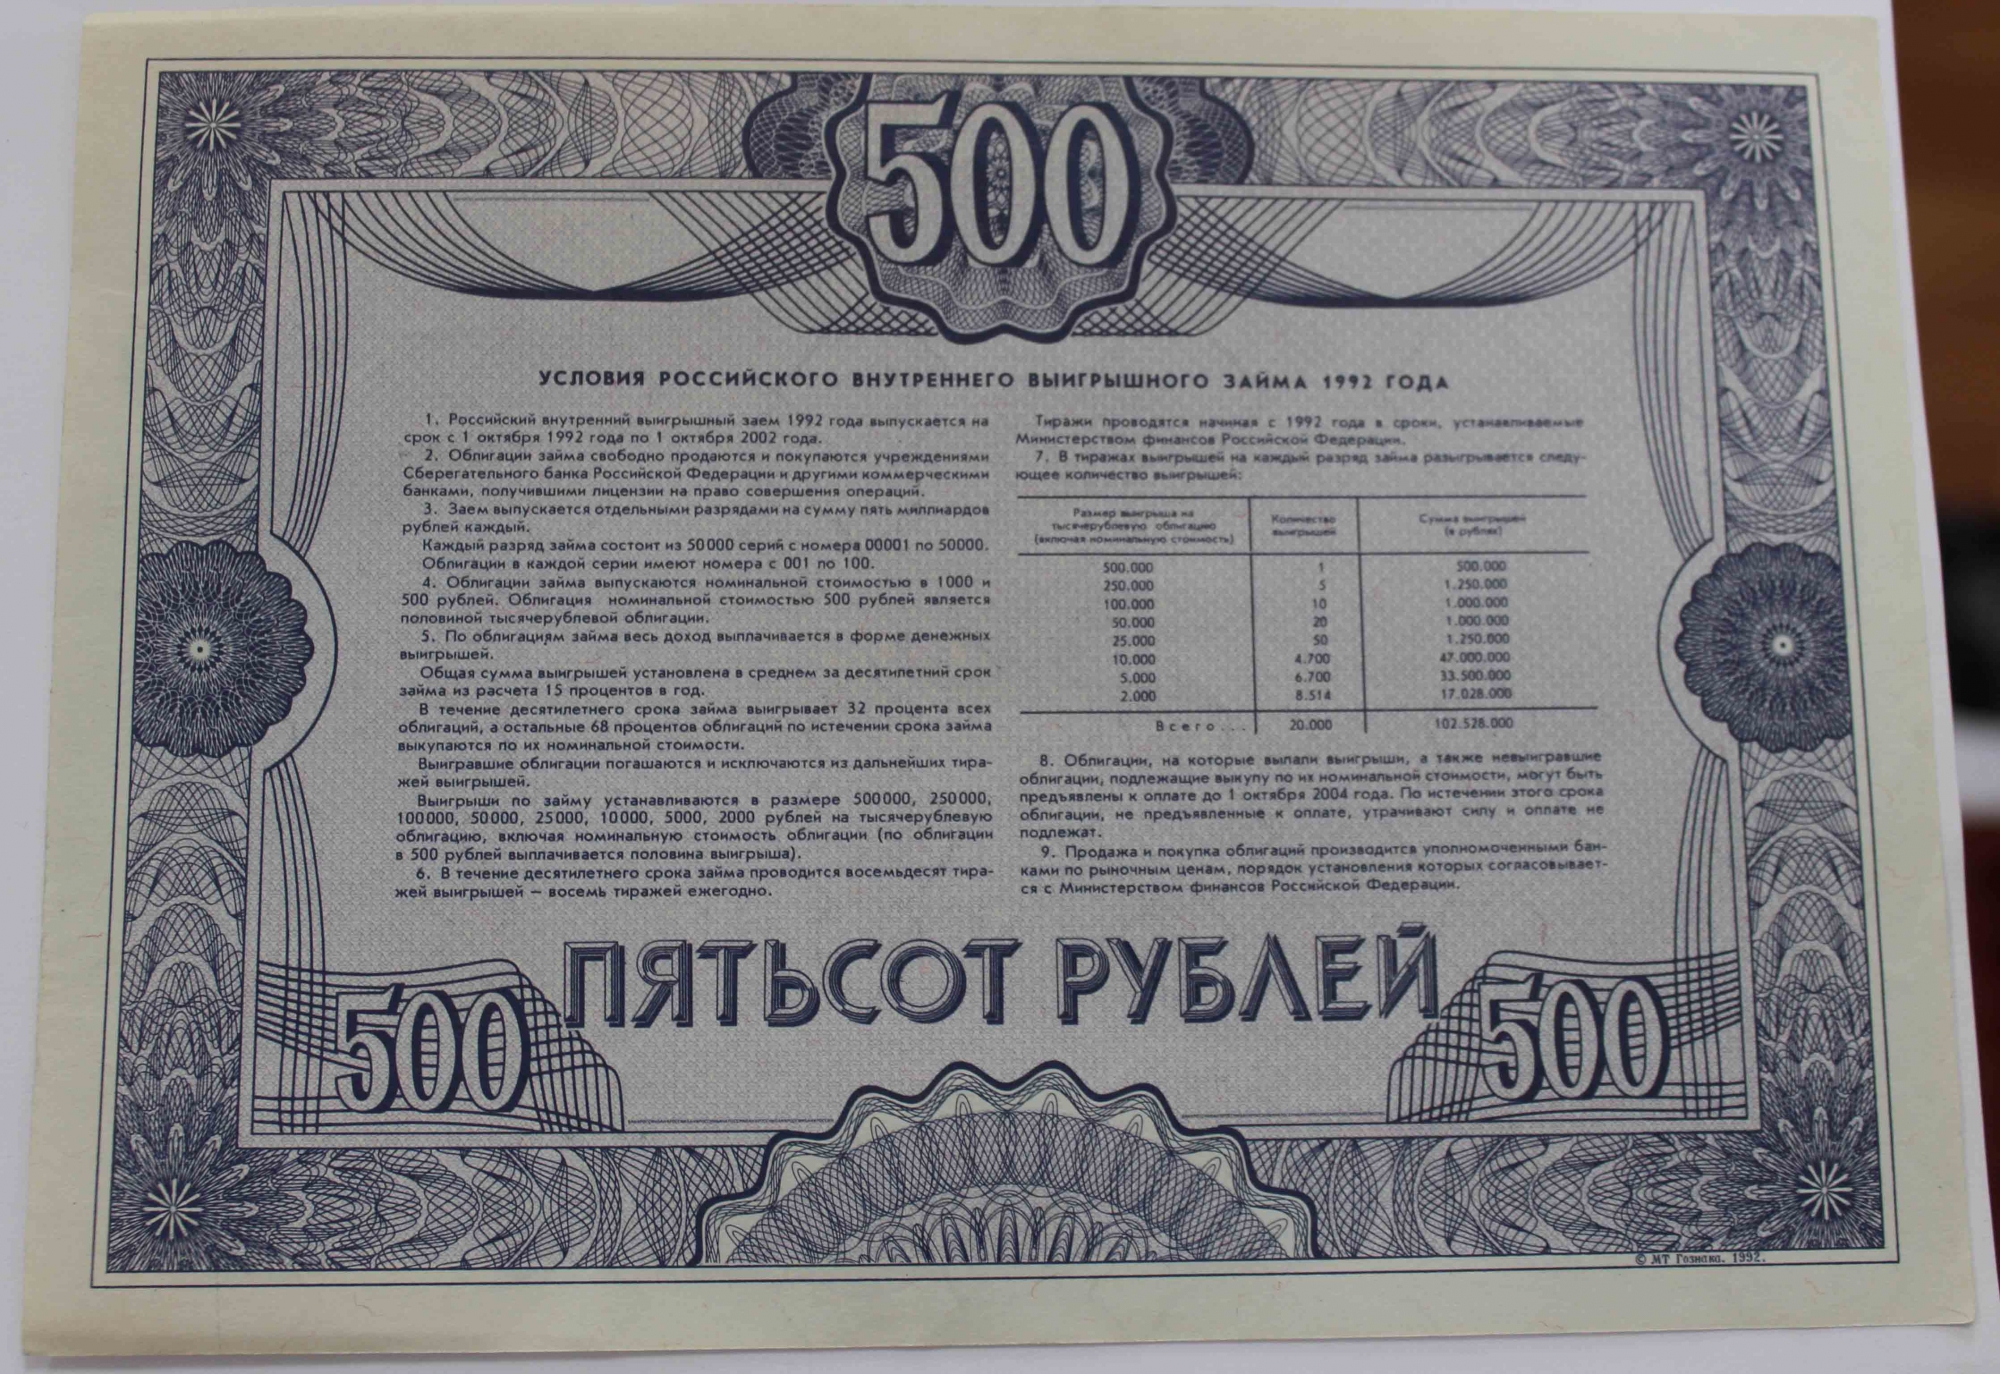 500
УСЛОВИЯ РОССИЙСКОГО ВНУТРЕННЕГО ВЫИГРЫШНОГО ЗАЙМА 1992 ГОДА
1. Российский внутренний выигрышный заем 1992 года выпускается на
срок с 1 октября 1992 года по 1 октября 2002 года.
2. Облигации займа свободно продаются и покупаются учреждениями
Сберегательного банка Российской Федерации и другими коммерческими
банками, получившими лицензии на право совершения операций.
3. Заем выпускается отдельными разрядами на сумму пять миллиардов
рублей каждый.
Каждый разряд займа состоит из 50000 серий с номера 00001 по 50000.
Облигации в каждой серии имеют номера с 001 по 100.
4. Облигации займа выпускаются номинальной стоимостью в 1000 и
500 рублей. Облигация номинальной стоимостью 500 рублей является
половиной тысячерублевой облигации.
5. По облигациям займа весь доход выплачивается в форме денежных
выигрышей.
Общая сумма выигрышей установлена в среднем за десятилетний срок
займа из расчета 15 процентов в год.
В течение десятилетнего срока займа выигрывает 32 процента всех
облигаций, а остальные 68 процентов облигаций по истечении срока займа
выкупаются по их номинальной стоимости.
Выигравшие облигации погашаются и исключаются из дальнейших тира-
жей выигрышей.
Выигрыши по займу устанавливаются в размере 500000, 250000,
100000, 50000, 25000, 10000, 5000, 2000 рублей на тысячерублевую
облигацию, включая номинальную стоимость облигации (по облигации
в 500 рублей выплачивается половина выигрыша).
6. В течение десятилетнего срока займа проводится восемьдесят тира-
жей выигрышей — восемь тиражей ежегодно.
Тиражи проводятся начиная с 1992 года в сроки, устанавливаемые
Министерством финансов Российской Федерации.
7. В тиражах выигрышей на каждый разряд займа разыгрывается следу-
ющее количество выигрышей:
Размер выигрыша на тысячерублевую облигацию (включая номинальную стоимость) Количество выигрышей Сумма выигрышей (в рублях)
500.000 1 500.000
250.000 5 1.250.000
100.000 10 1.000.000
50.000 20 1.000.000
25.000 50 1.250.000
10.000 4.700 47.000.000
5.000 6.700 33.500.000
2.000 8.514 17.028.000
Всего... 20.000 102.528.000
8. Облигации, на которые выпали выигрыши, а также невыигравшие
облигации, подлежащие выкупу по их номинальной стоимости, могут быть
предъявлены к оплате до 1 октября 2004 года. По истечении этого срока
облигации, не предъявленные к оплате, утрачивают силу и оплате не
подлежат.
9. Продажа и покупка облигаций производится уполномоченными бан-
ками по рыночным ценам, порядок установления которых согласовывает-
ся с Министерством финансов Российской Федерации.
ПЯТЬСОТ РУБЛЕЙ
500 500
© МТ Гознака. 1992.